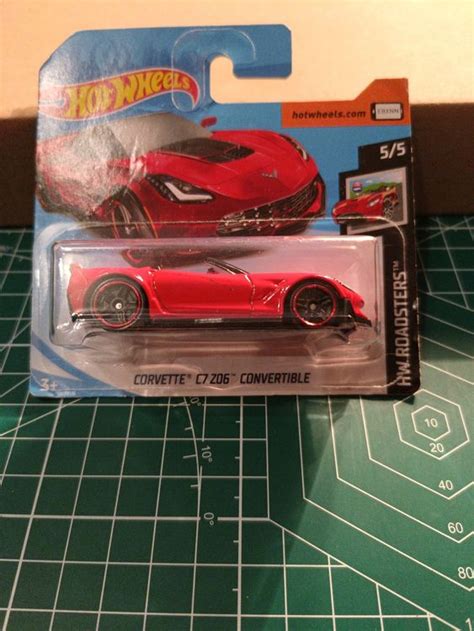 HOT WHEELS
hotwheels.com
5/5
HW ROADSTERS™
CORVETTE® C7 Z06™ CONVERTIBLE
3+
10°
0°
10
20
40
60
80